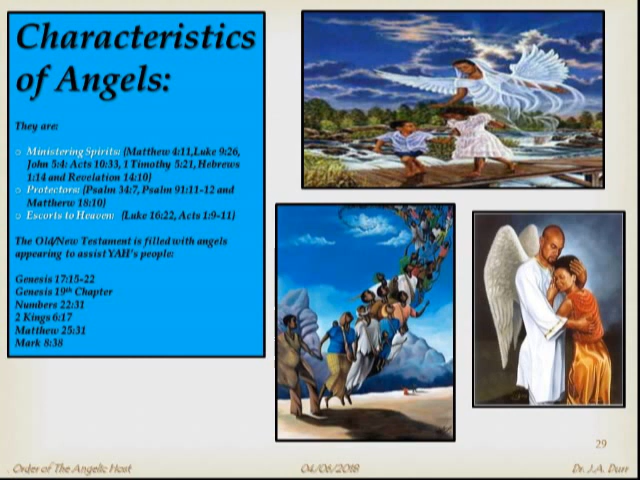 Characteristics
of Angels:
They are:
○ Ministering Spirits: (Matthew 4:11,Luke 9:26,
John 5:4: Acts 10:33, 1 Timothy 5:21, Hebrews
1:14 and Revelation 14:10)
○ Protectors: (Psalm 34:7, Psalm 91:11-12 and
Matthew 18:10)
○ Escorts to Heaven: (Luke 16:22, Acts 1:9-11)
The Old/New Testament is filled with angels
appearing to assist YAH's people:
Genesis 17:15-22
Genesis 19th Chapter
Numbers 22:31
2 Kings 6:17
Matthew 25:31
Mark 8:38
29
Order of The Angelic Host 04/06/2018 Dr. J.A. Durr